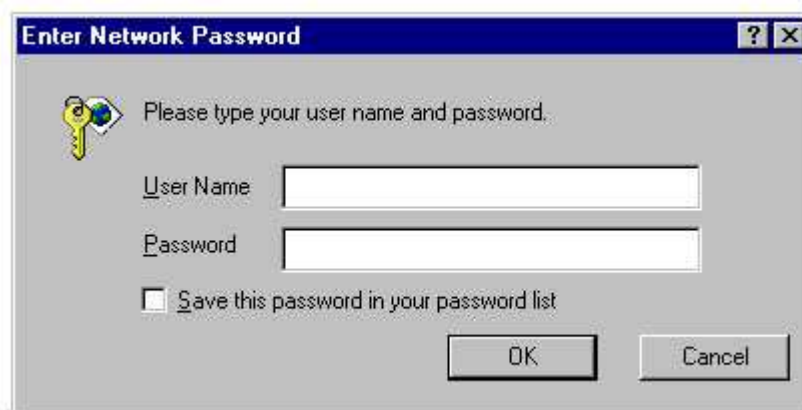 Enter Network Password
Please type your user name and password.
User Name
Password
Save this password in your password list
OK Cancel